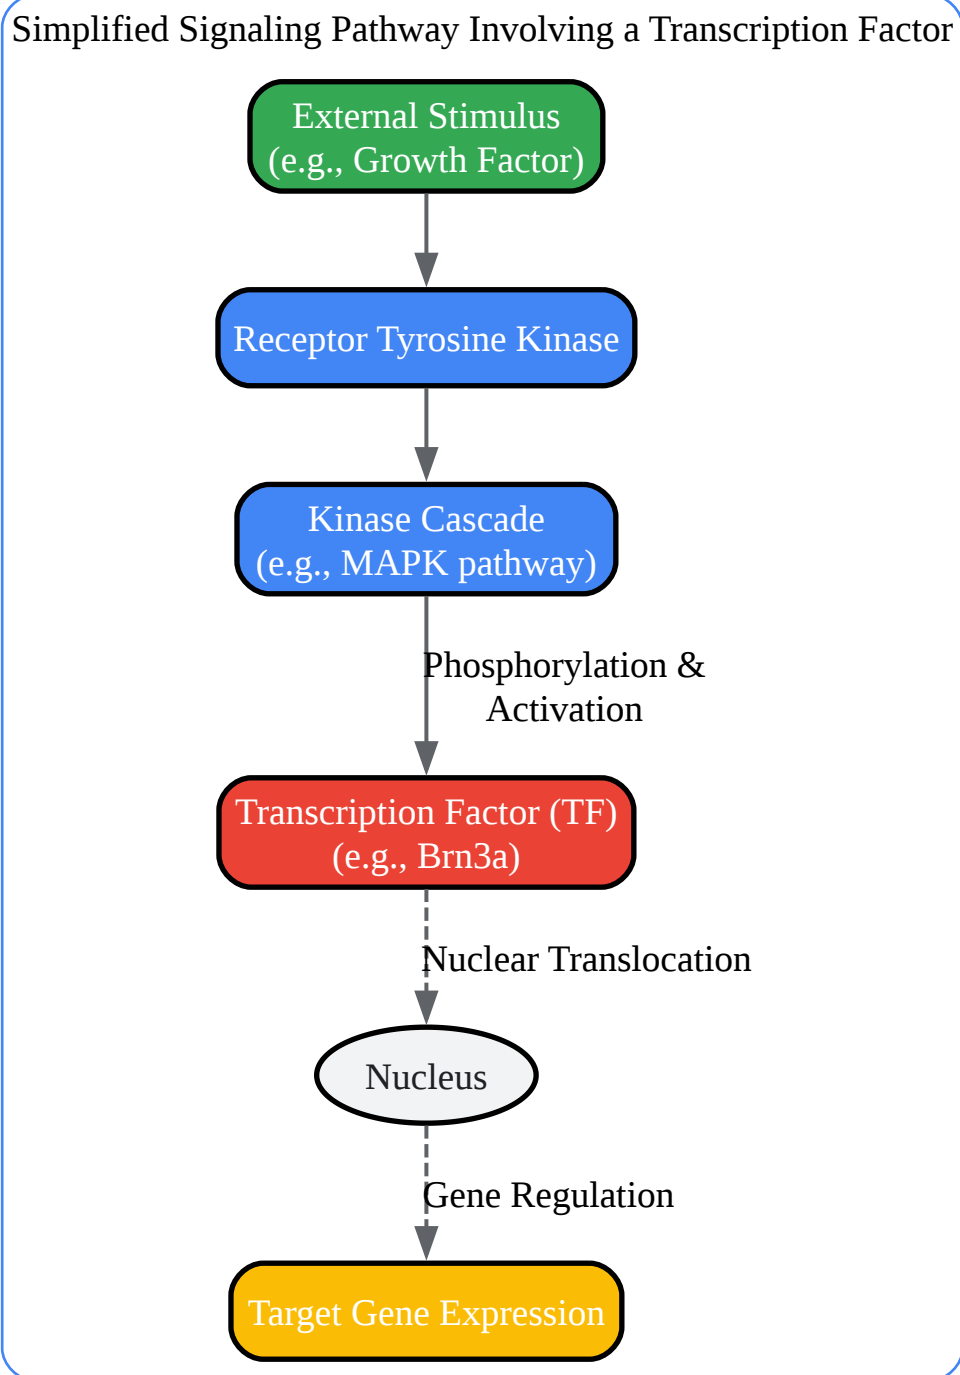 Simplified Signaling Pathway Involving a Transcription Factor
External Stimulus
(e.g., Growth Factor)
Receptor Tyrosine Kinase
Kinase Cascade
(e.g., MAPK pathway)
Phosphorylation &
Activation
Transcription Factor (TF)
(e.g., Brn3a)
Nuclear Translocation
Nucleus
Gene Regulation
Target Gene Expression